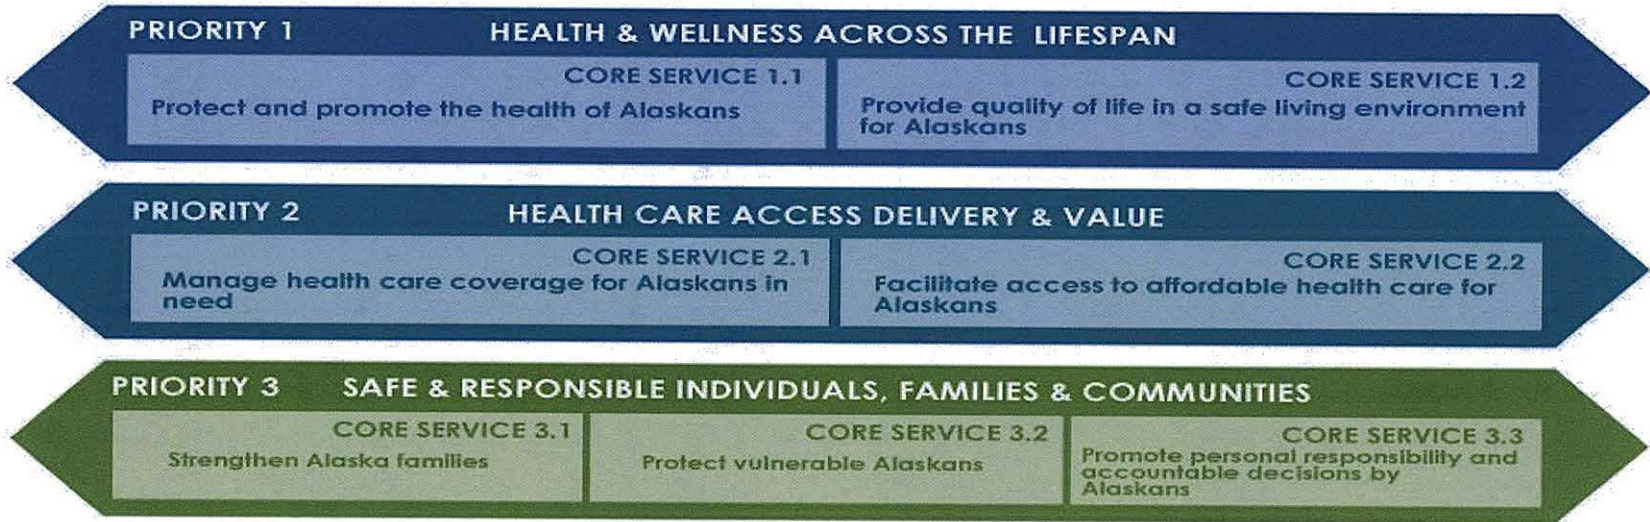 PRIORITY 1 HEALTH & WELLNESS ACROSS THE LIFESPAN
CORE SERVICE 1.1
Protect and promote the health of Alaskans
CORE SERVICE 1.2
Provide quality of life in a safe living environment
for Alaskans
PRIORITY 2 HEALTH CARE ACCESS DELIVERY & VALUE
CORE SERVICE 2.1
Manage health care coverage for Alaskans in
need
CORE SERVICE 2.2
Facilitate access to affordable health care for
Alaskans
PRIORITY 3 SAFE & RESPONSIBLE INDIVIDUALS, FAMILIES & COMMUNITIES
CORE SERVICE 3.1
Strengthen Alaska families
CORE SERVICE 3.2
Protect vulnerable Alaskans
CORE SERVICE 3.3
Promote personal responsibility and
accountable decisions by
Alaskans